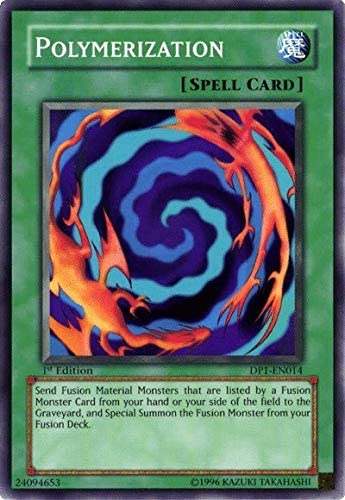 POLYMERIZATION
魔
[SPELL CARD]
1st Edition
DP1-EN014
Send Fusion Material Monsters that are listed by a Fusion
Monster Card from your hand or your side of the field to
the Graveyard, and Special Summon the Fusion Monster from
your Fusion Deck.
24094653
©1996 KAZUKI TAKAHASHI